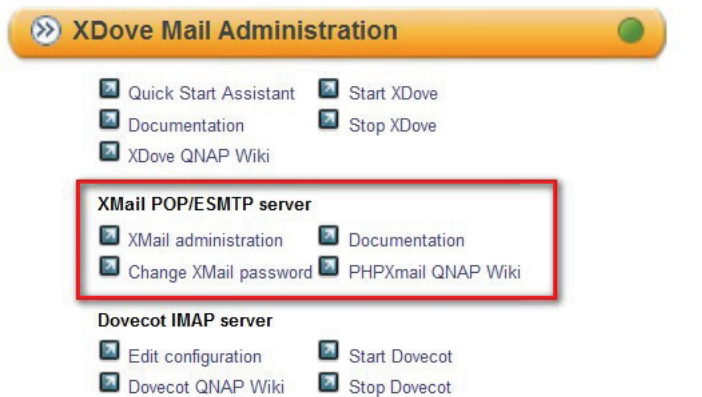 XDove Mail Administration
Quick Start Assistant Start XDove
Documentation Stop XDove
XDove QNAP Wiki
XMail POP/ESMTP server
XMail administration Documentation
Change XMail password PHPXmail QNAP Wiki
Dovecot IMAP server
Edit configuration Start Dovecot
Dovecot QNAP Wiki Stop Dovecot